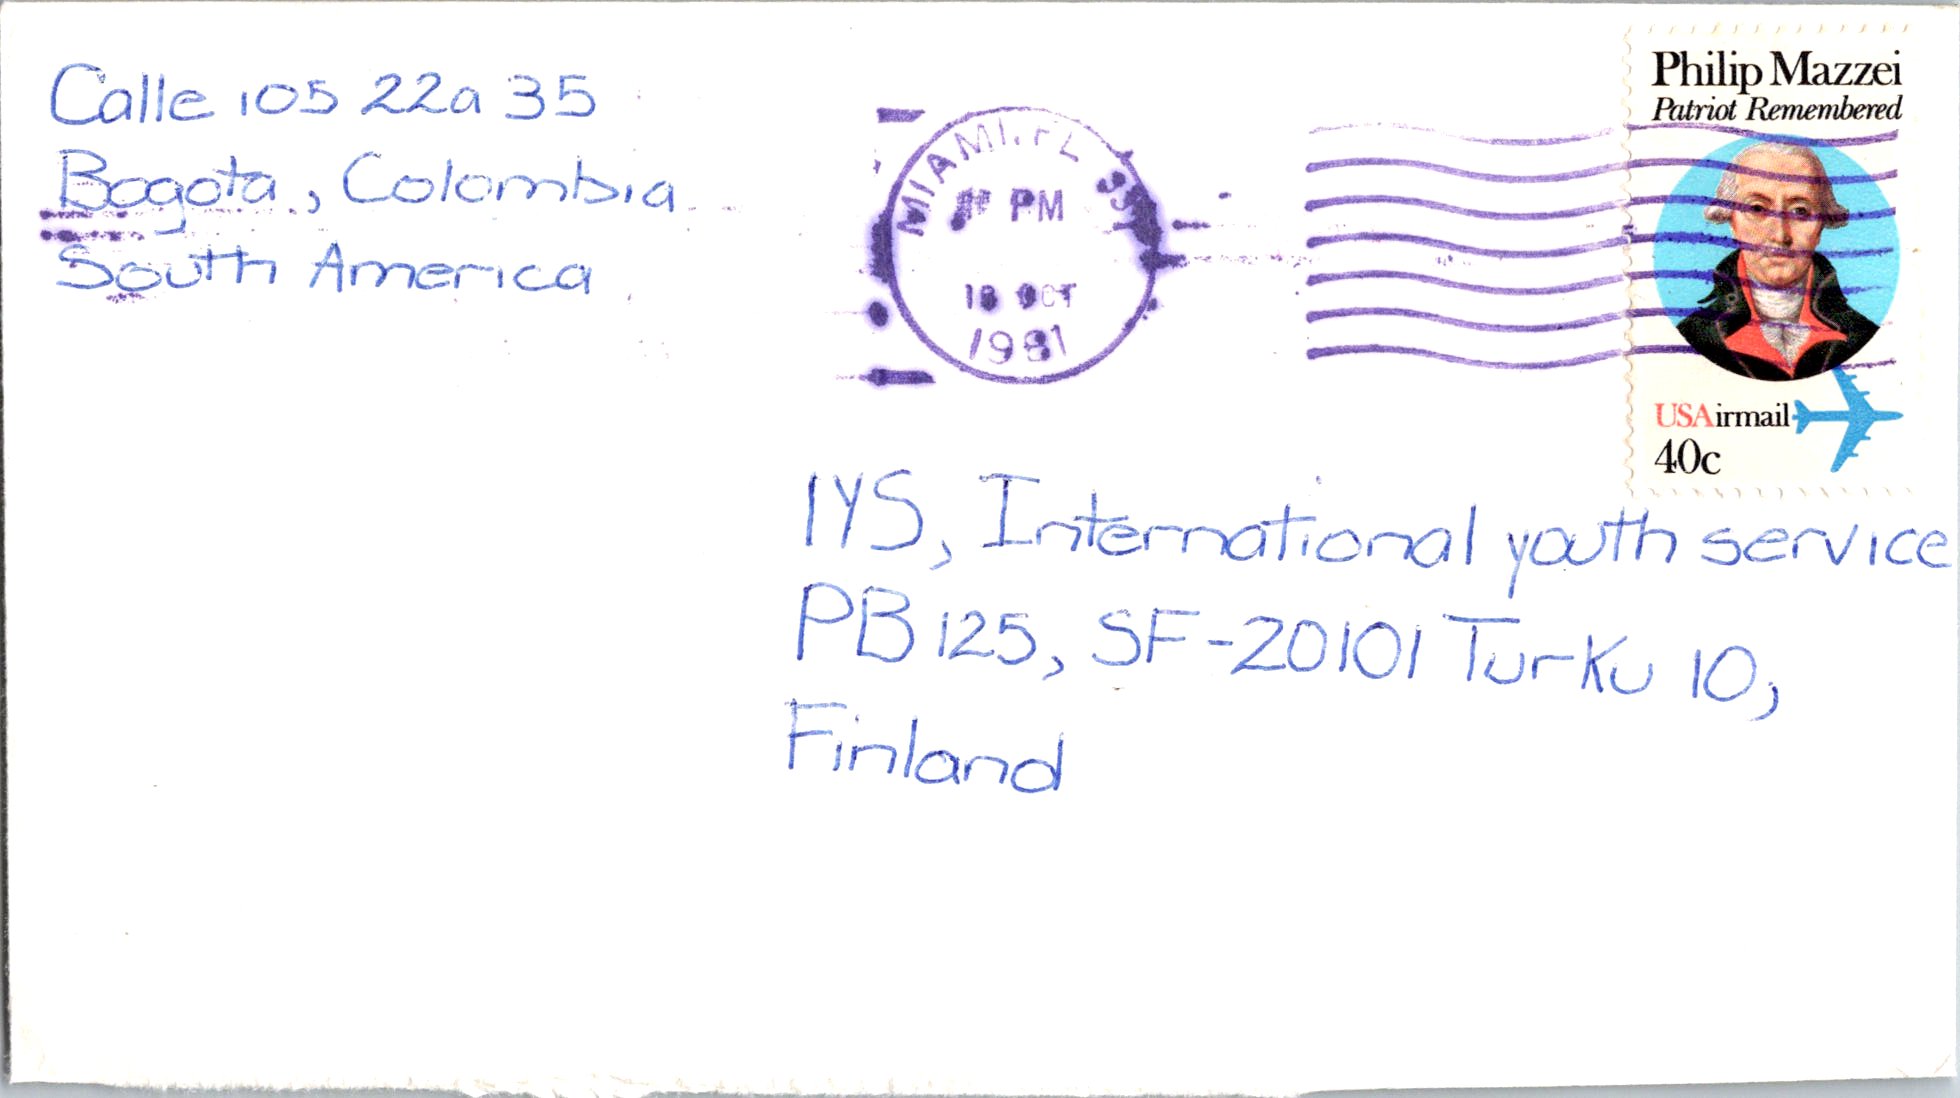 Calle 105 22a 35
Bogota, Colombia
South America
MIAMI, FL 331
PM
OCT
1981
Philip Mazzei
Patriot Remembered
USAirmail
40c
IYS, International youth service
PB 125, SF-20101 Turku 10,
Finland